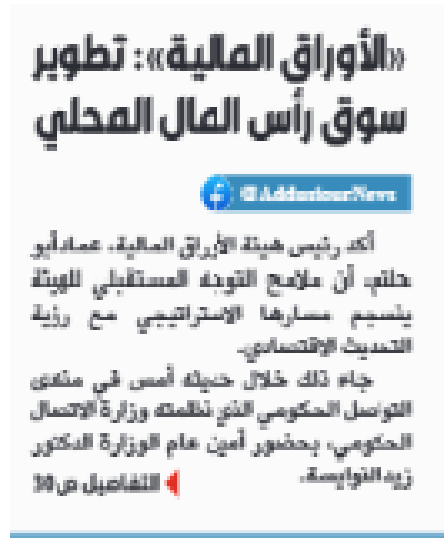 «الأوراق المالية»: تطوير
سوق رأس المال المحلي
@AddustourNews
أكد رئيس هيئة الأوراق المالية، عماد أبو
حلتم، أن ملامح التوجه المستقبلي للهيئة
ينسجم مسارها الاستراتيجي مع رؤية
التحديث الاقتصادي.
جاء ذلك خلال حديثه أمس في منتدى
التواصل الحكومي الذي نظمته وزارة الاتصال
الحكومي، بحضور أمين عام الوزارة الدكتور
زيد النوايسة.
التفاصيل ص